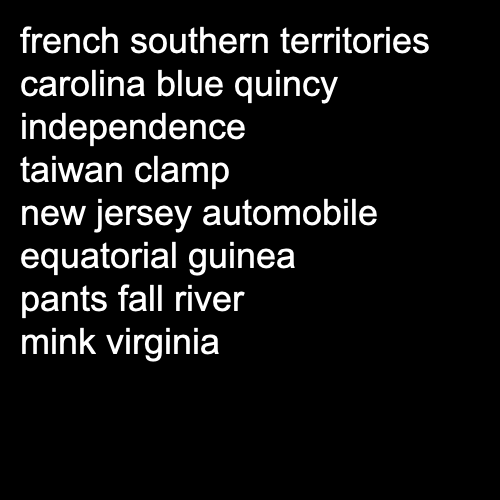 french southern territories
carolina blue quincy
independence
taiwan clamp
new jersey automobile
equatorial guinea
pants fall river
mink virginia